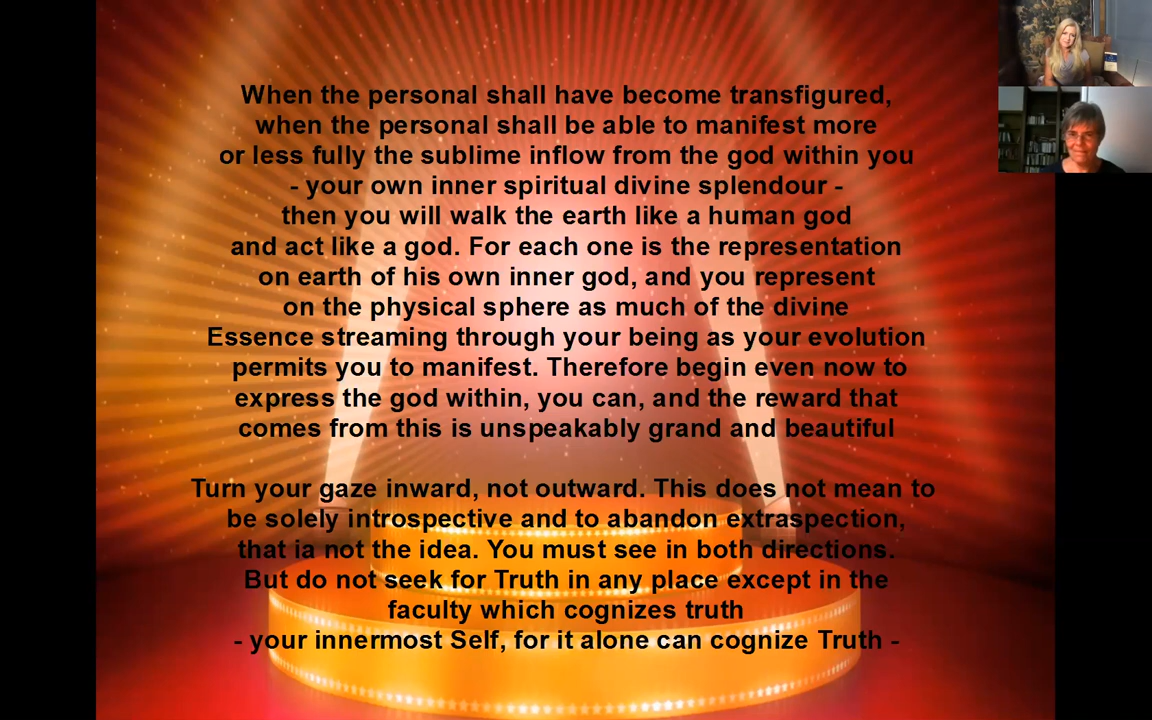 When the personal shall have become transfigured,
when the personal shall be able to manifest more
or less fully the sublime inflow from the god within you
- your own inner spiritual divine splendour -
then you will walk the earth like a human god
and act like a god. For each one is the representation
on earth of his own inner god, and you represent
on the physical sphere as much of the divine
Essence streaming through your being as your evolution
permits you to manifest. Therefore begin even now to
express the god within, you can, and the reward that
comes from this is unspeakably grand and beautiful
Turn your gaze inward, not outward. This does not mean to
be solely introspective and to abandon extraspection,
that ia not the idea. You must see in both directions.
But do not seek for Truth in any place except in the
faculty which cognizes truth
- your innermost Self, for it alone can cognize Truth -